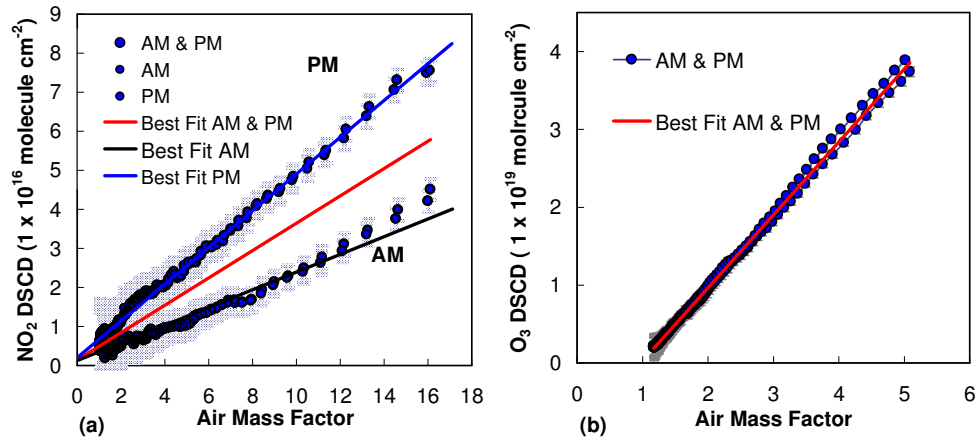 9
8
7
6
5
4
3
2
1
0
NO2 DSCD (1 x 10^16 molecule cm^-2)
AM & PM
AM
PM
Best Fit AM & PM
Best Fit AM
Best Fit PM
PM
AM
0 2 4 6 8 10 12 14 16 18
(a) Air Mass Factor
4
3
2
1
0
O3 DSCD (1 x 10^19 molrcule cm^-2)
AM & PM
Best Fit AM & PM
0 1 2 3 4 5 6
(b) Air Mass Factor